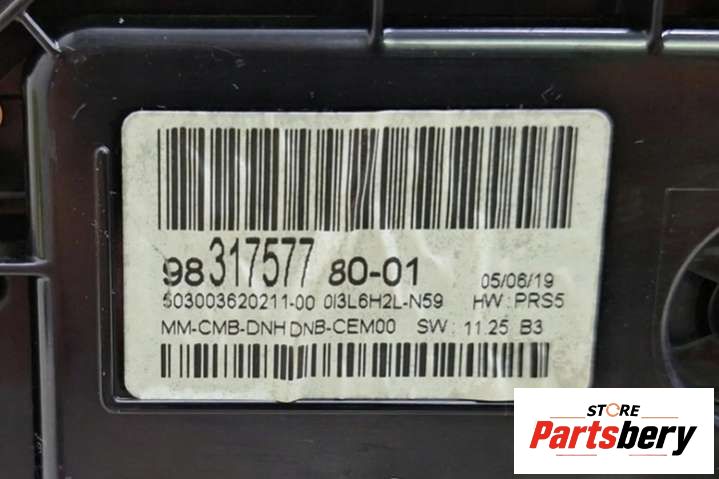 98 317577 80-01
05/06/19
503003620211-00 0I3L6H2L-N59 HW: PRS5
MM-CMB-DNH DNB-CEM00 SW: 11.25 B3
STORE
Partsbery